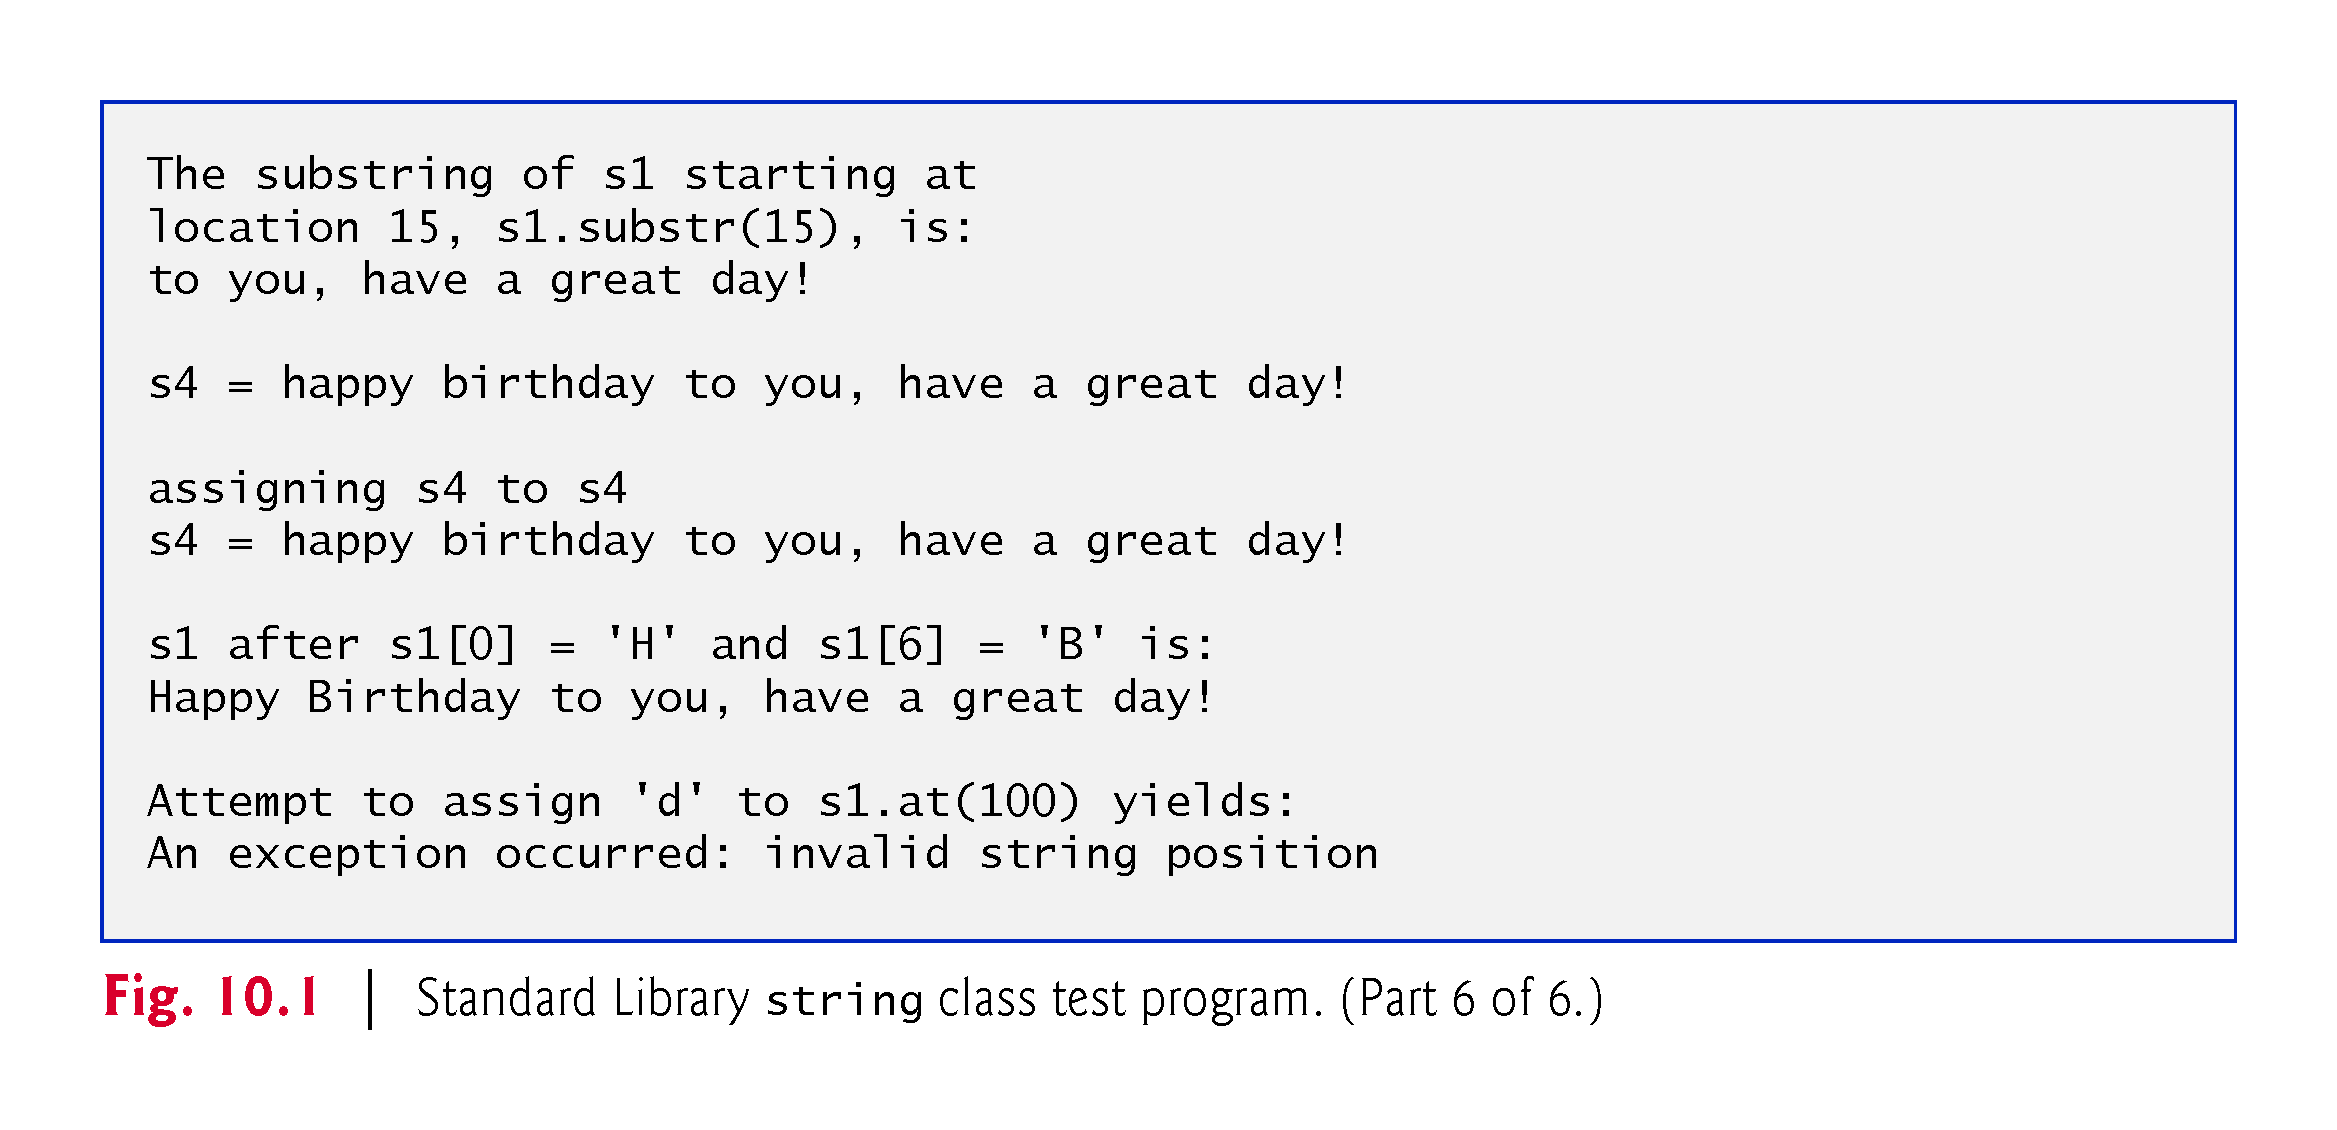 The substring of s1 starting at
location 15, s1.substr(15), is:
to you, have a great day!
s4 = happy birthday to you, have a great day!
assigning s4 to s4
s4 = happy birthday to you, have a great day!
s1 after s1[0] = 'H' and s1[6] = 'B' is:
Happy Birthday to you, have a great day!
Attempt to assign 'd' to s1.at(100) yields:
An exception occurred: invalid string position
Fig. 10.1 | Standard Library string class test program. (Part 6 of 6.)